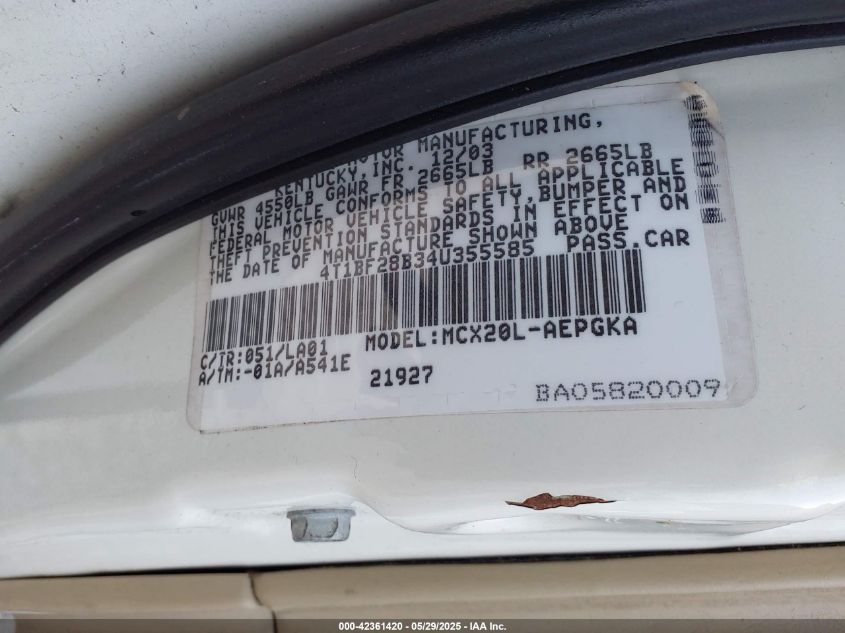 MOTOR MANUFACTURING,
KENTUCKY,INC. 12/03
GVWR 4550LB GAWR FR 2665LB RR 2665LB
THIS VEHICLE CONFORMS TO ALL APPLICABLE
FEDERAL MOTOR VEHICLE SAFETY,BUMPER AND
THEFT PREVENTION STANDARDS IN EFFECT ON
THE DATE OF MANUFACTURE SHOWN ABOVE
4T1BF28B34U355585 PASS.CAR
C/TR:051/LA01 MODEL:MCX20L-AEPGKA
A/TM:-01A/A541E 21927
BA05820009
000-42361420 • 05/29/2025 • IAA Inc.